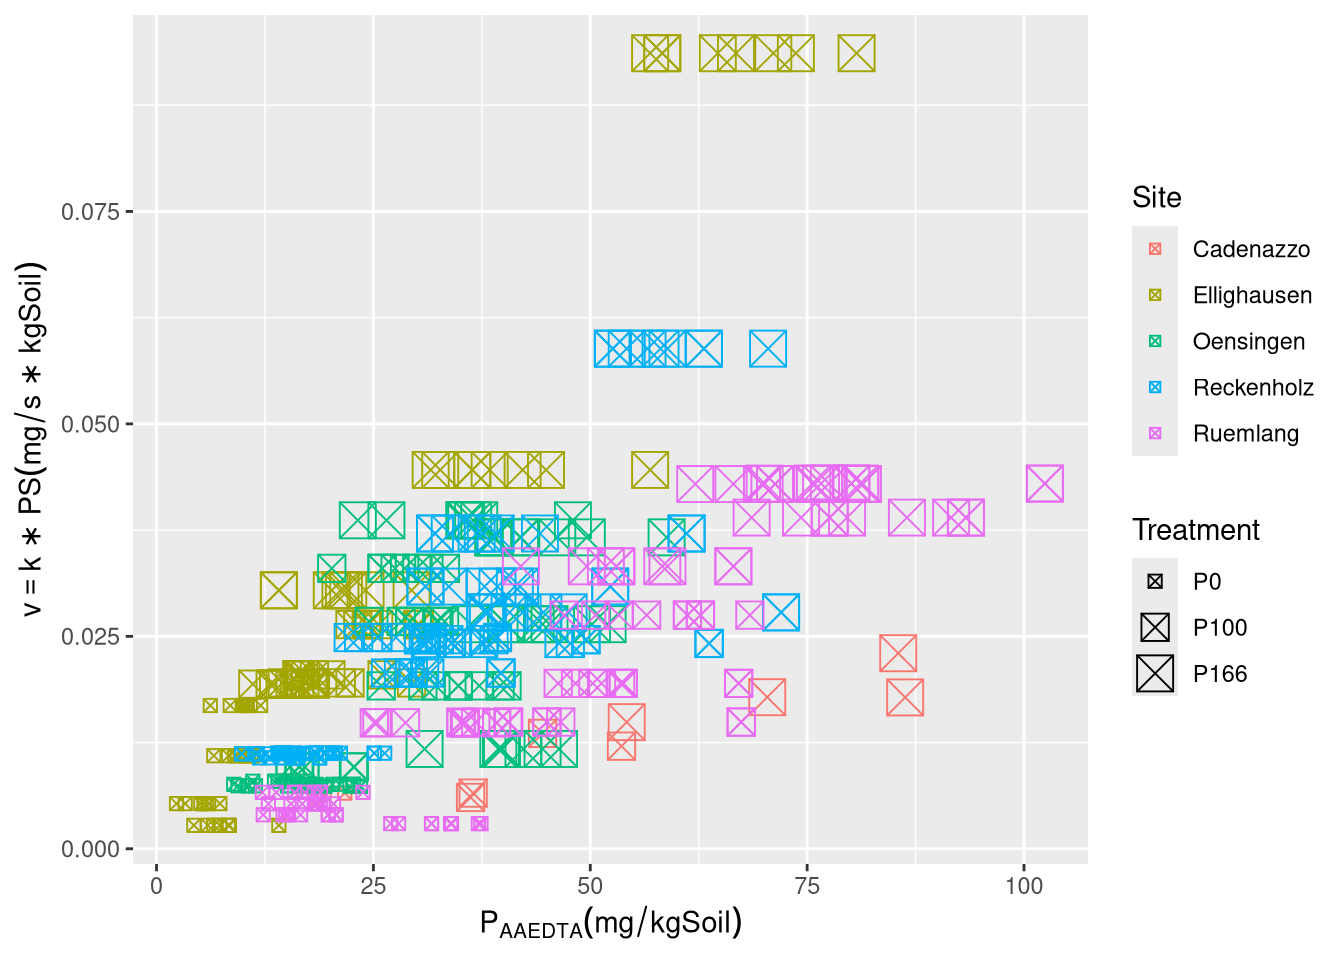 v = k * PS(mg/s * kgSoil)
0.075
0.050
0.025
0.000
0
25
50
75
100
PAAEDTA(mg/kgSoil)
Site
Cadenazzo
Ellighausen
Oensingen
Reckenholz
Ruemlang
Treatment
P0
P100
P166